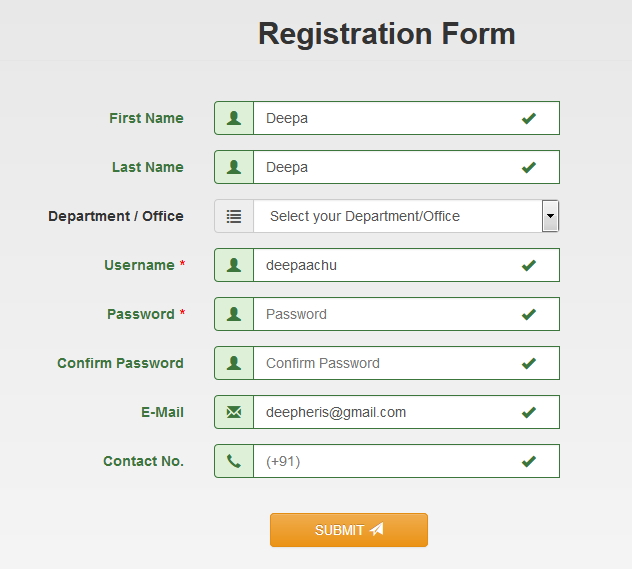 Registration Form
First Name Deepa
Last Name Deepa
Department / Office Select your Department/Office
Username * deepaachu
Password * Password
Confirm Password Confirm Password
E-Mail deepheris@gmail.com
Contact No. (+91)
SUBMIT